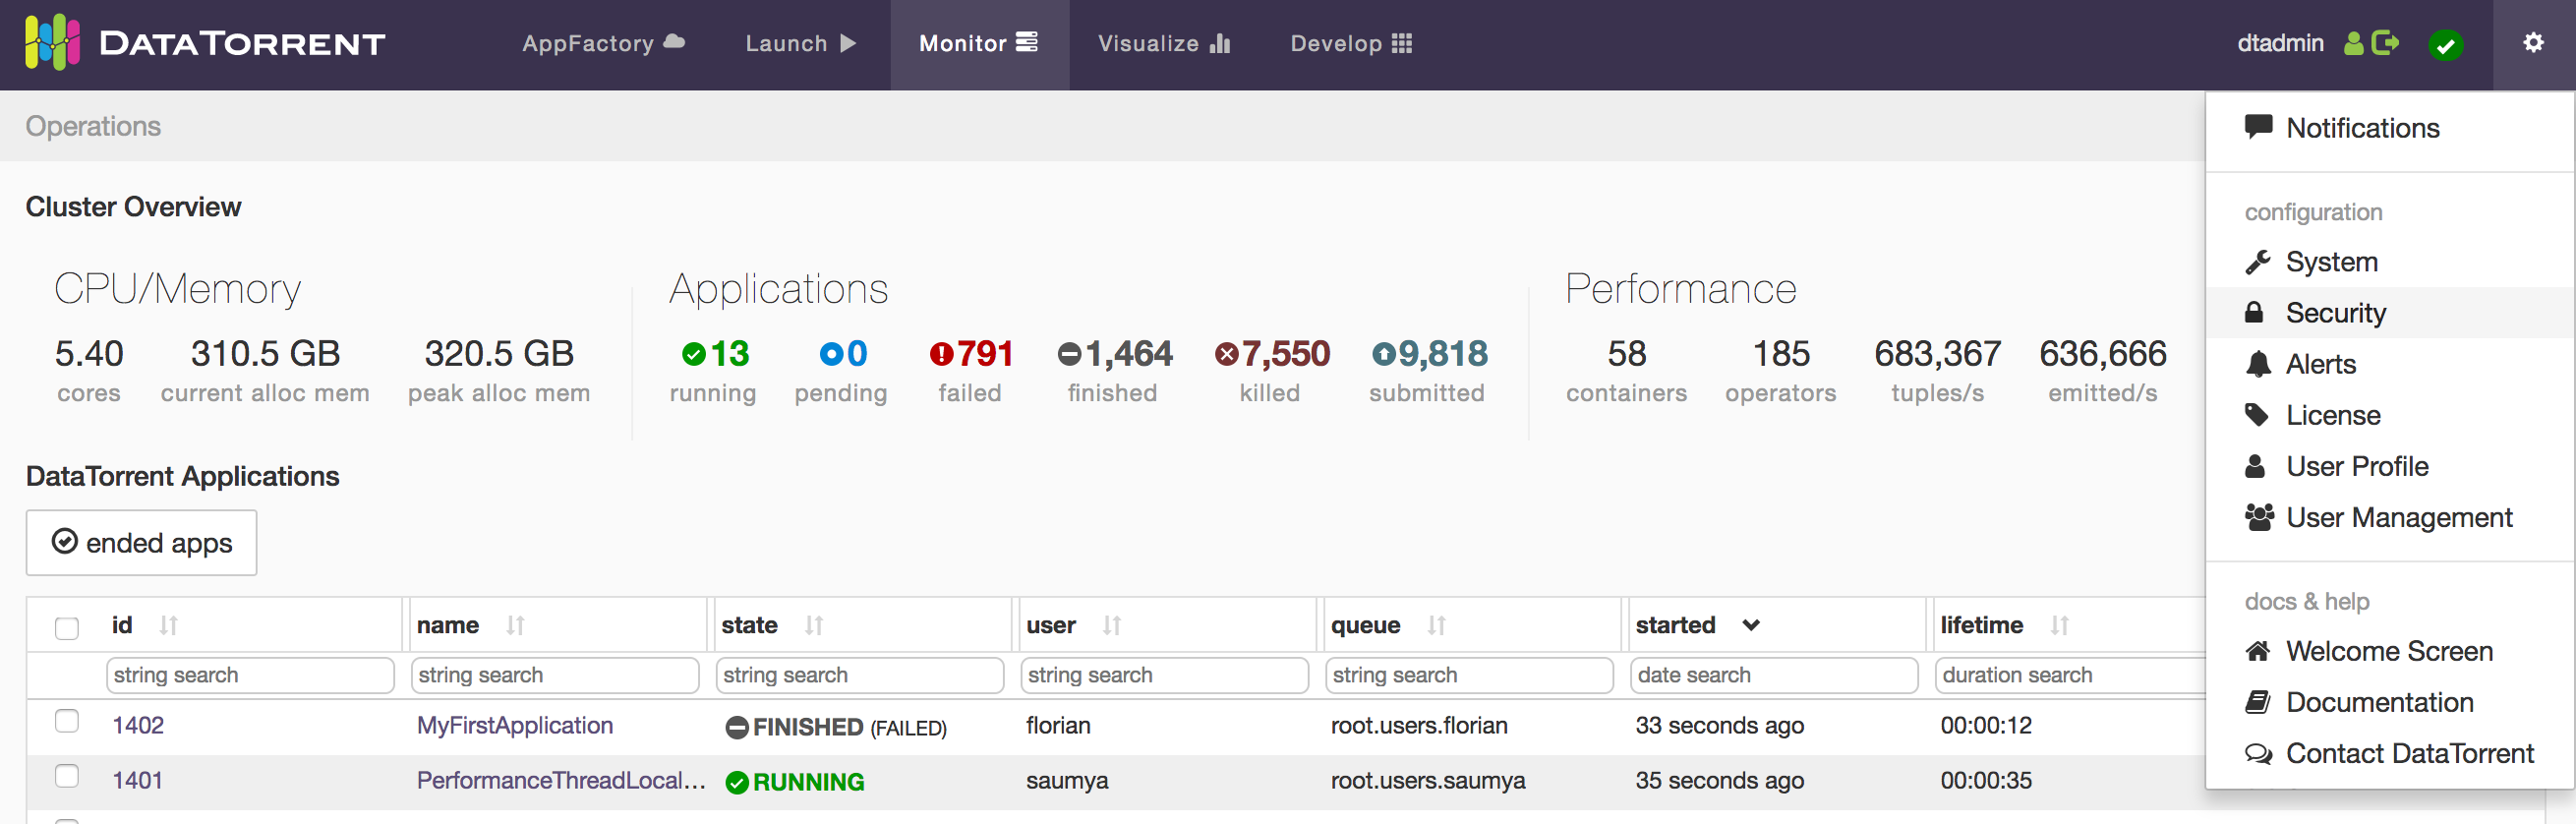 DATATORRENT AppFactory Launch Monitor Visualize Develop dtadmin
Operations
Cluster Overview
CPU/Memory
5.40 310.5 GB 320.5 GB
cores current alloc mem peak alloc mem
Applications
13 0 791 1,464 7,550 9,818
running pending failed finished killed submitted
Performance
58 185 683,367 636,666
containers operators tuples/s emitted/s
DataTorrent Applications
ended apps
id name state user queue started lifetime
string search string search string search string search string search date search duration search
1402 MyFirstApplication FINISHED (FAILED) florian root.users.florian 33 seconds ago 00:00:12
1401 PerformanceThreadLocal... RUNNING saumya root.users.saumya 35 seconds ago 00:00:35
Notifications
configuration
System
Security
Alerts
License
User Profile
User Management
docs & help
Welcome Screen
Documentation
Contact DataTorrent